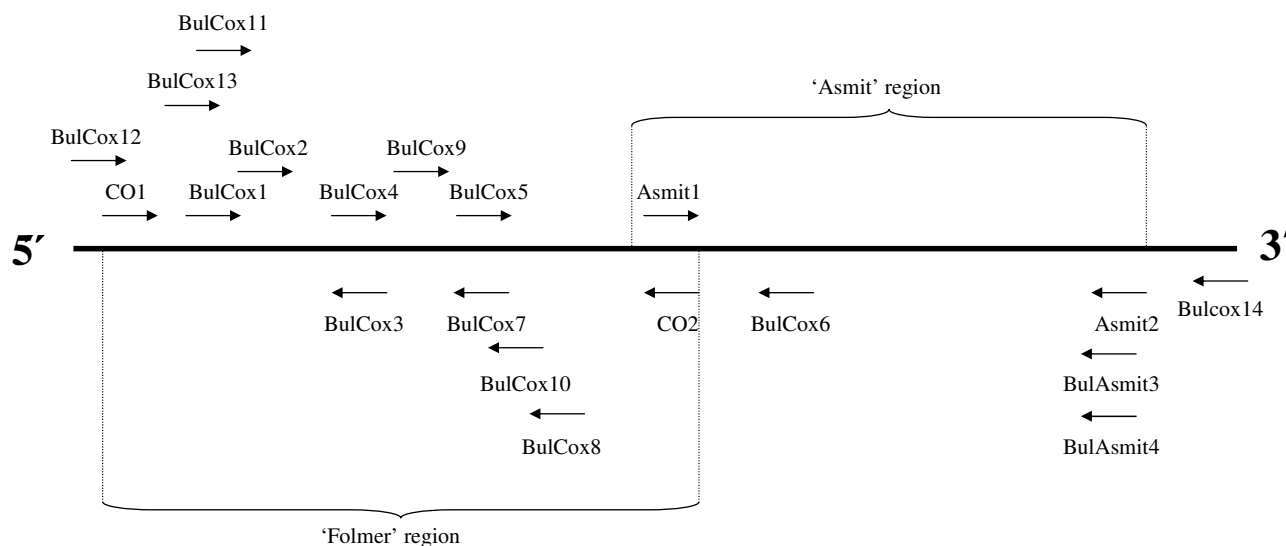 BulCox11
BulCox13
'Asmit' region
BulCox12
BulCox2
BulCox9
CO1
BulCox1
BulCox4
BulCox5
Asmit1
5´
3´
BulCox3
BulCox7
CO2
BulCox6
Asmit2
Bulcox14
BulCox10
BulAsmit3
BulCox8
BulAsmit4
'Folmer' region